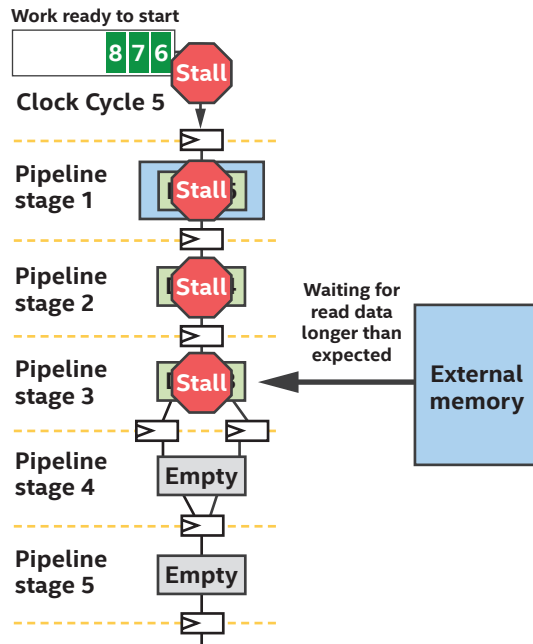 Work ready to start
8 7 6
Stall
Clock Cycle 5
Pipeline
stage 1
Stall
5
Pipeline
stage 2
Stall
Pipeline
stage 3
Stall
Waiting for
read data
longer than
expected
External
memory
Pipeline
stage 4
Empty
Pipeline
stage 5
Empty